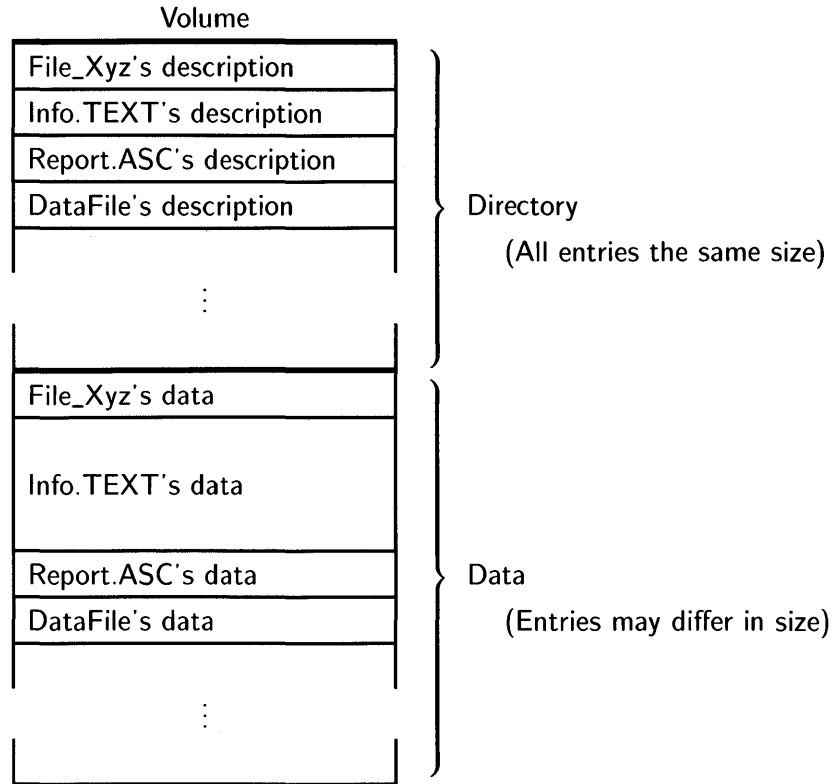 Volume
File_Xyz's description
Info.TEXT's description
Report.ASC's description
DataFile's description
Directory
(All entries the same size)
⋮
File_Xyz's data
Info.TEXT's data
Report.ASC's data
Data
DataFile's data
(Entries may differ in size)
⋮